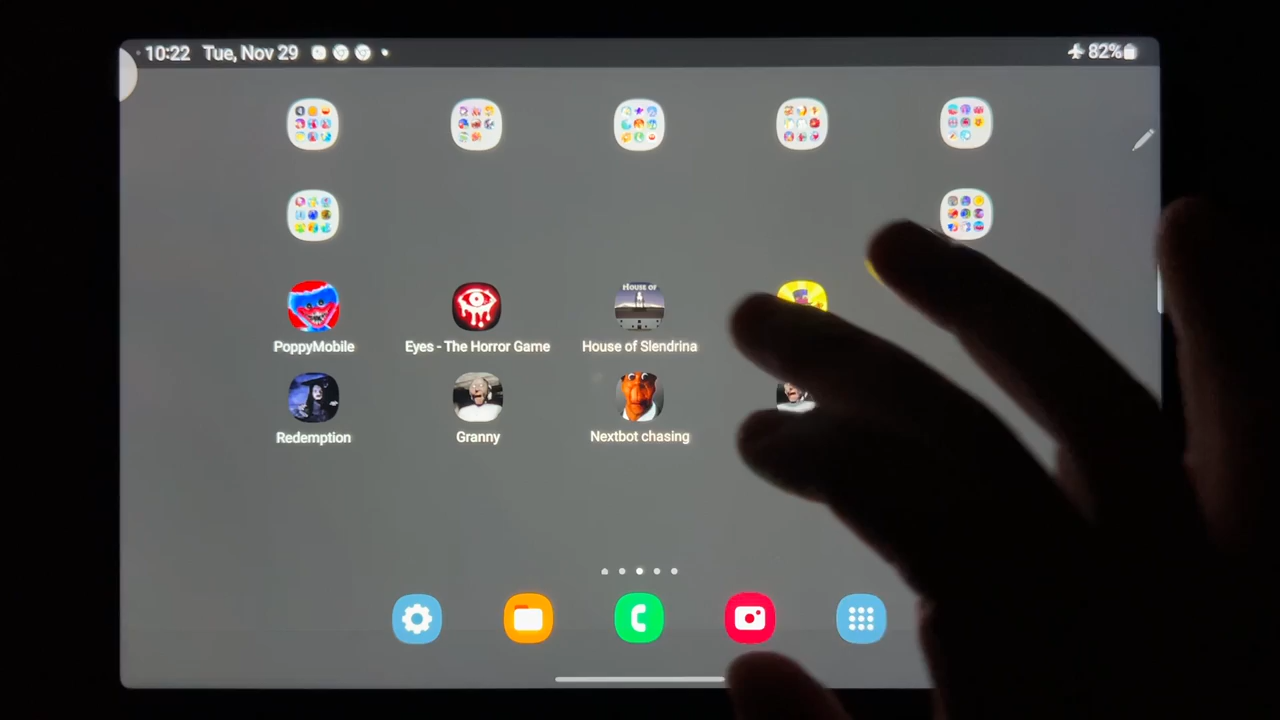 10:22 Tue, Nov 29
82%
HOUSE OF
PoppyMobile
Eyes - The Horror Game
House of Slendrina
Redemption
Granny
Nextbot chasing